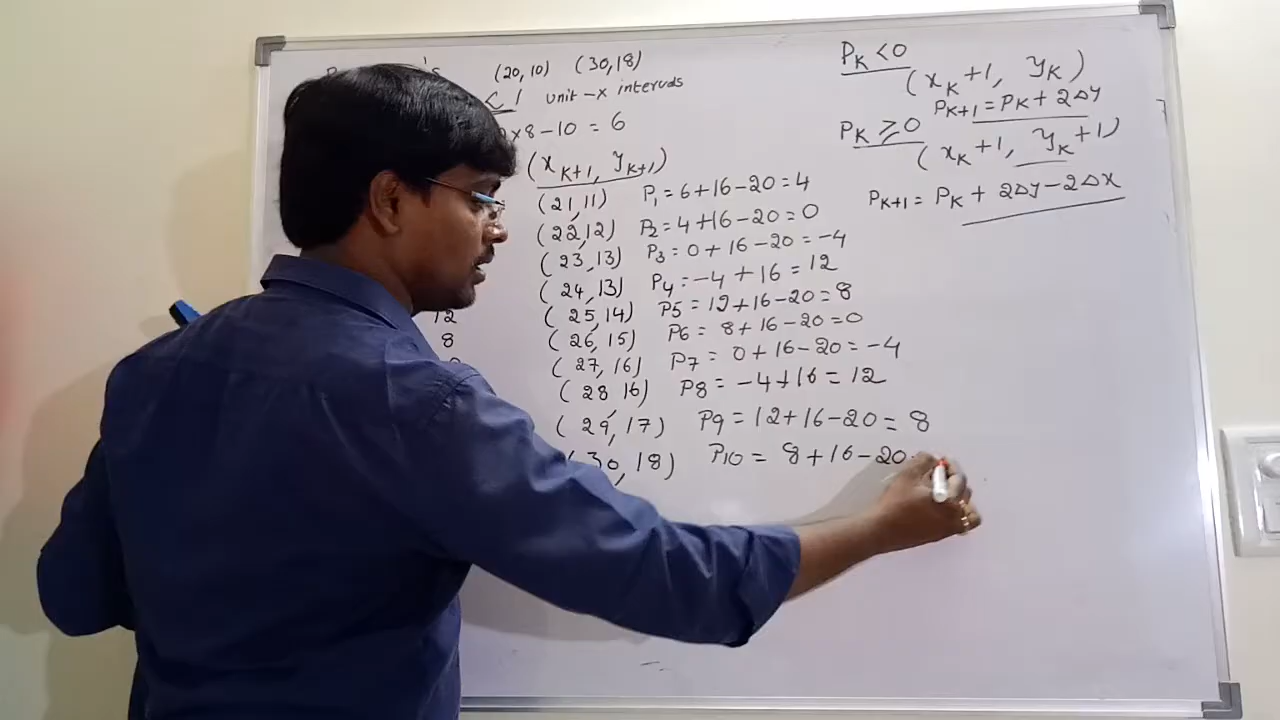 's (20,10) (30,18)
< 1 unit -x intervals
×8-10 = 6
(xk+1, yk+1)
(21,11) P1 = 6+16-20=4
(22,12) P2 = 4+16-20=0
(23,13) P3 = 0+16-20=-4
(24,13) P4 = -4+16=12
12 (25,14) P5 = 12+16-20=8
8 (26,15) P6 = 8+16-20=0
(27,16) P7 = 0+16-20=-4
(28 16) P8 = -4+16=12
(29,17) P9 = 12+16-20=8
(30,18) P10 = 8+16-20
PK <0
(xK+1, yK)
PK+1 = PK + 2Δy
PK ≥0
(xK+1, yK+1)
PK+1 = PK + 2Δy-2Δx